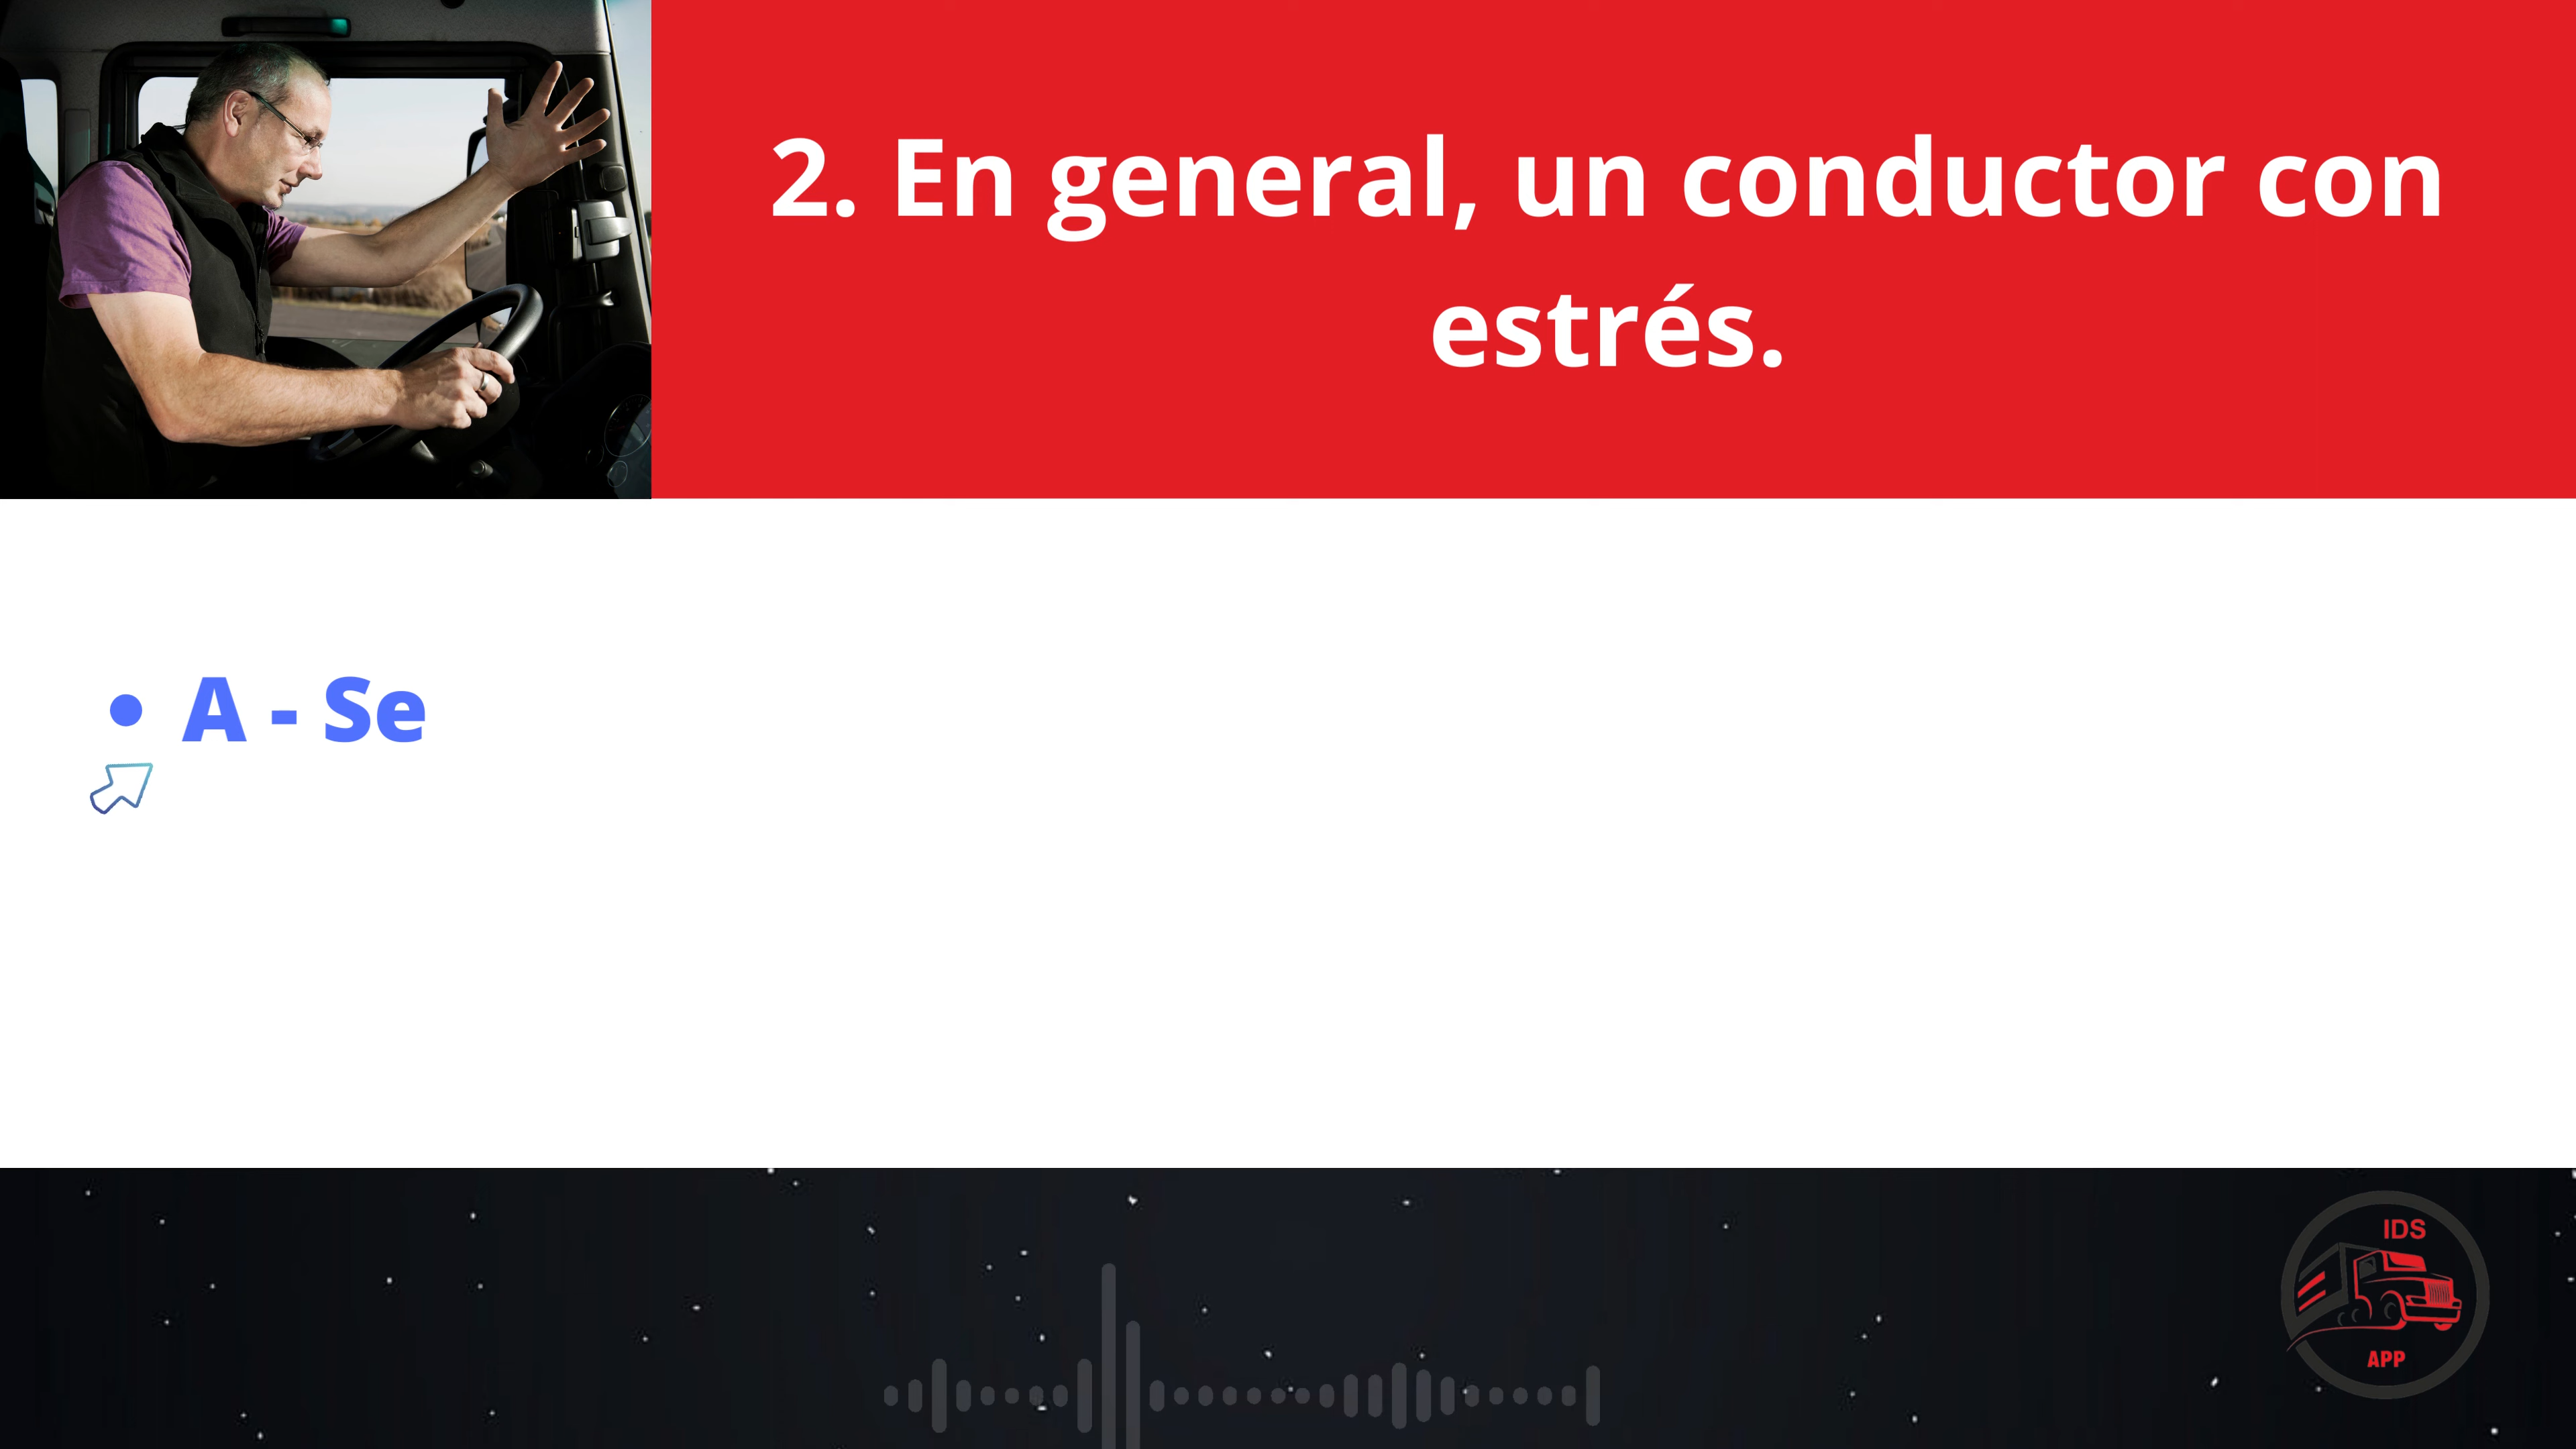 2. En general, un conductor con
estrés.
• A - Se
IDS
APP